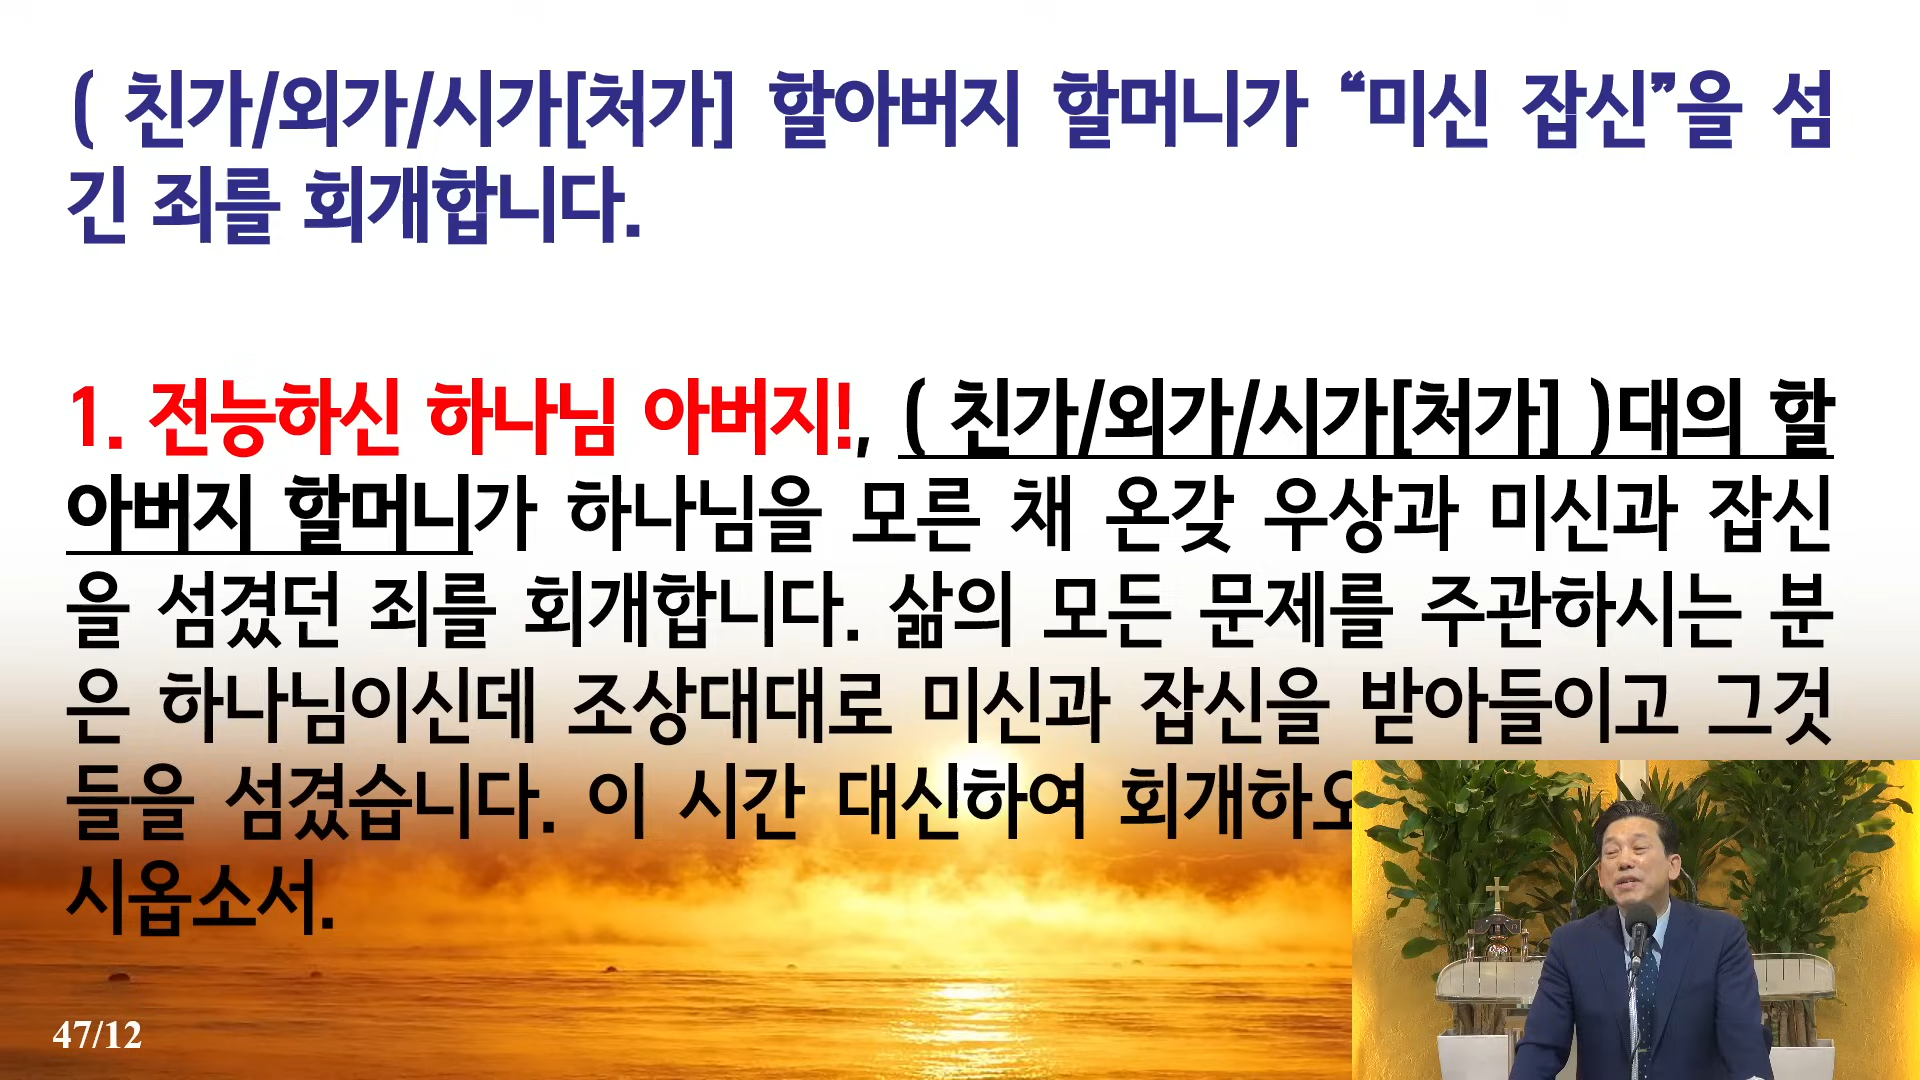 ( 친가/외가/시가[처가] 할아버지 할머니가 “미신 잡신”을 섬
긴 죄를 회개합니다.
1. 전능하신 하나님 아버지!, ( 친가/외가/시가[처가] )대의 할
아버지 할머니가 하나님을 모른 채 온갖 우상과 미신과 잡신
을 섬겼던 죄를 회개합니다. 삶의 모든 문제를 주관하시는 분
은 하나님이신데 조상대대로 미신과 잡신을 받아들이고 그것
들을 섬겼습니다. 이 시간 대신하여 회개하오
시옵소서.
47/12